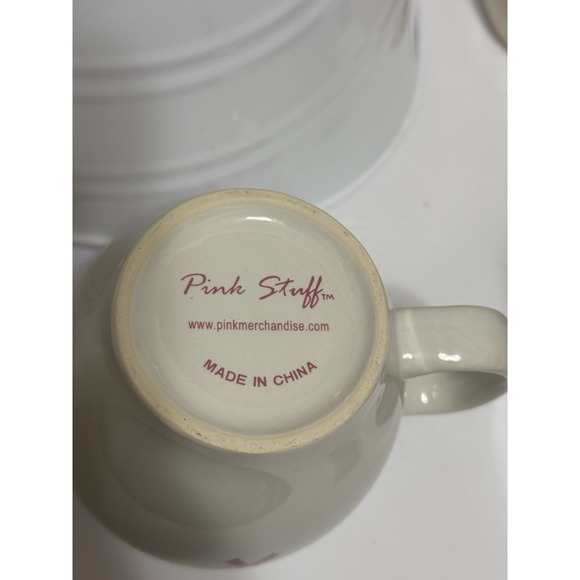 Pink Stuff™
www.pinkmerchandise.com
MADE IN CHINA